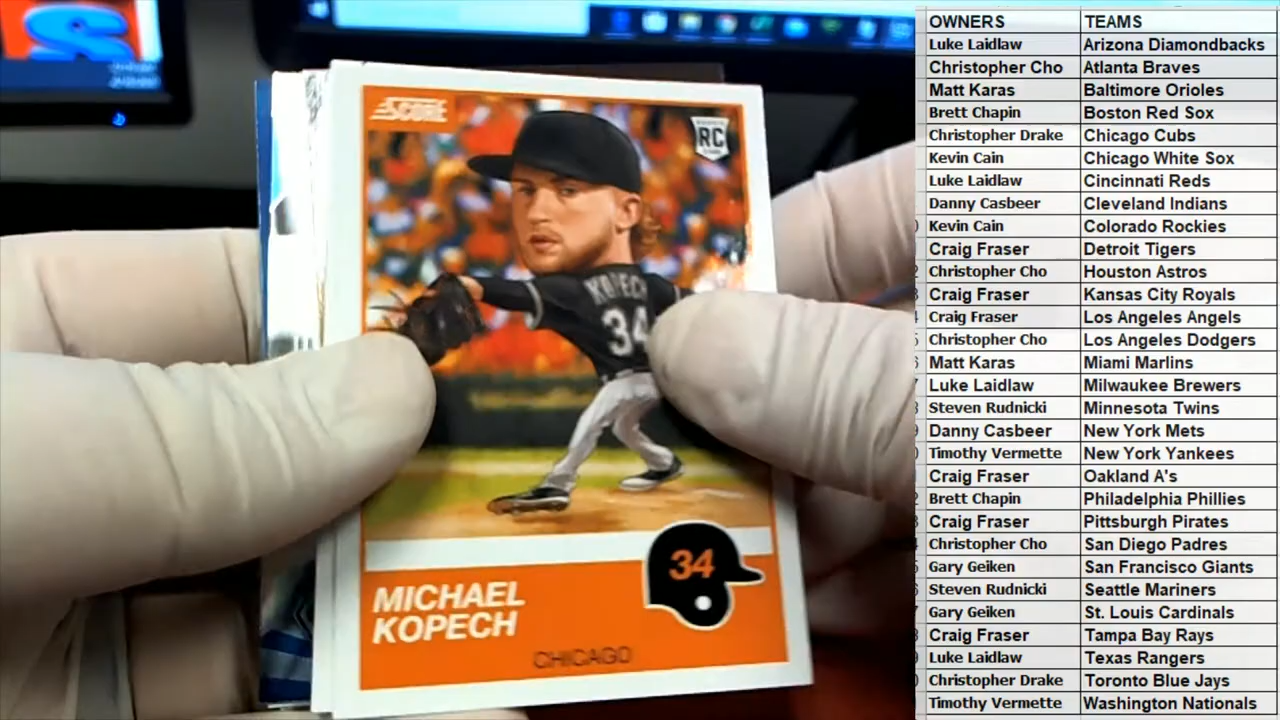 SCORE
RC
KOPECH
34
34
MICHAEL
KOPECH
CHICAGO
OWNERS TEAMS
Luke Laidlaw Arizona Diamondbacks
Christopher Cho Atlanta Braves
Matt Karas Baltimore Orioles
Brett Chapin Boston Red Sox
Christopher Drake Chicago Cubs
Kevin Cain Chicago White Sox
Luke Laidlaw Cincinnati Reds
Danny Casbeer Cleveland Indians
Kevin Cain Colorado Rockies
Craig Fraser Detroit Tigers
Christopher Cho Houston Astros
Craig Fraser Kansas City Royals
Craig Fraser Los Angeles Angels
Christopher Cho Los Angeles Dodgers
Matt Karas Miami Marlins
Luke Laidlaw Milwaukee Brewers
Steven Rudnicki Minnesota Twins
Danny Casbeer New York Mets
Timothy Vermette New York Yankees
Craig Fraser Oakland A's
Brett Chapin Philadelphia Phillies
Craig Fraser Pittsburgh Pirates
Christopher Cho San Diego Padres
Gary Geiken San Francisco Giants
Steven Rudnicki Seattle Mariners
Gary Geiken St. Louis Cardinals
Craig Fraser Tampa Bay Rays
Luke Laidlaw Texas Rangers
Christopher Drake Toronto Blue Jays
Timothy Vermette Washington Nationals